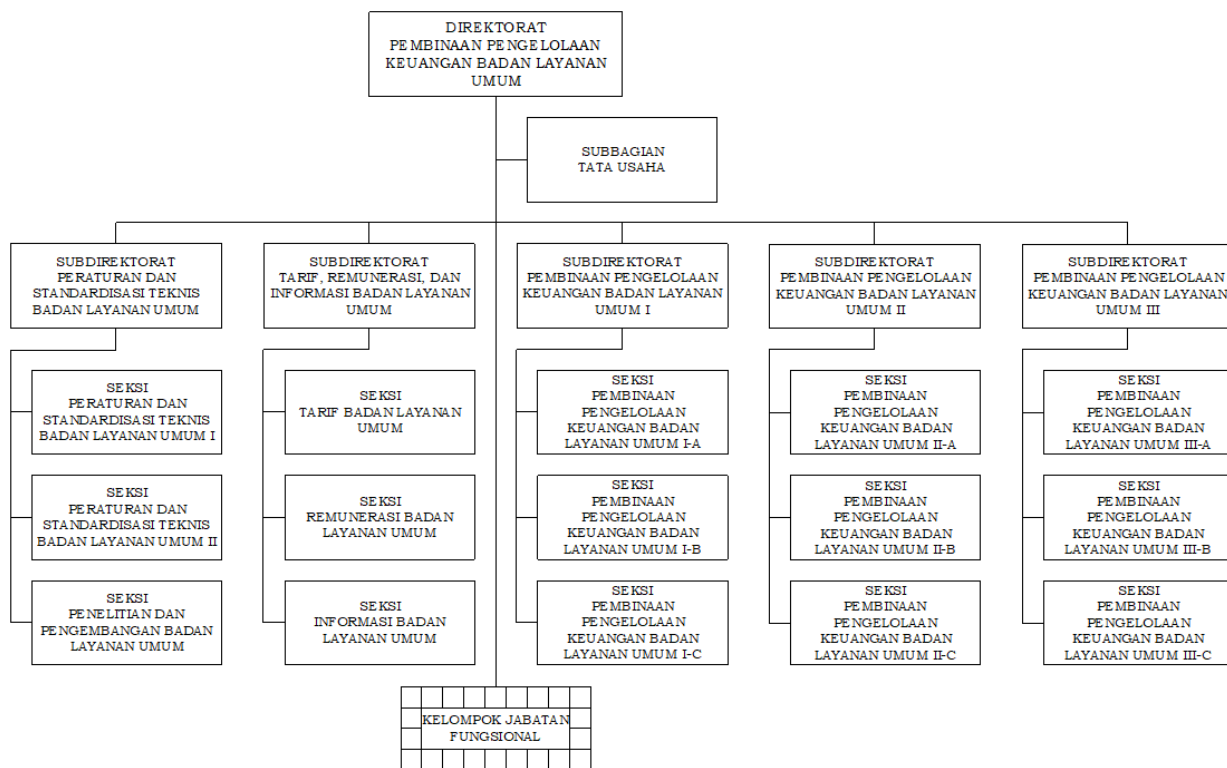 DIREKTORAT
PEMBINAAN PENGELOLAAN
KEUANGAN BADAN LAYANAN
UMUM
SUBBAGIAN
TATA USAHA
SUBDIREKTORAT
PERATURAN DAN
STANDARDISASI TEKNIS
BADAN LAYANAN UMUM
SUBDIREKTORAT
TARIF, REMUNERASI, DAN
INFORMASI BADAN LAYANAN
UMUM
SUBDIREKTORAT
PEMBINAAN PENGELOLAAN
KEUANGAN BADAN LAYANAN
UMUM I
SUBDIREKTORAT
PEMBINAAN PENGELOLAAN
KEUANGAN BADAN LAYANAN
UMUM II
SUBDIREKTORAT
PEMBINAAN PENGELOLAAN
KEUANGAN BADAN LAYANAN
UMUM III
SEKSI
PERATURAN DAN
STANDARDISASI TEKNIS
BADAN LAYANAN UMUM I
SEKSI
TARIF BADAN LAYANAN
UMUM
SEKSI
PEMBINAAN
PENGELOLAAN
KEUANGAN BADAN
LAYANAN UMUM I-A
SEKSI
PEMBINAAN
PENGELOLAAN
KEUANGAN BADAN
LAYANAN UMUM II-A
SEKSI
PEMBINAAN
PENGELOLAAN
KEUANGAN BADAN
LAYANAN UMUM III-A
SEKSI
PERATURAN DAN
STANDARDISASI TEKNIS
BADAN LAYANAN UMUM II
SEKSI
REMUNERASI BADAN
LAYANAN UMUM
SEKSI
PEMBINAAN
PENGELOLAAN
KEUANGAN BADAN
LAYANAN UMUM I-B
SEKSI
PEMBINAAN
PENGELOLAAN
KEUANGAN BADAN
LAYANAN UMUM II-B
SEKSI
PEMBINAAN
PENGELOLAAN
KEUANGAN BADAN
LAYANAN UMUM III-B
SEKSI
PENELITIAN DAN
PENGEMBANGAN BADAN
LAYANAN UMUM
SEKSI
INFORMASI BADAN
LAYANAN UMUM
SEKSI
PEMBINAAN
PENGELOLAAN
KEUANGAN BADAN
LAYANAN UMUM I-C
SEKSI
PEMBINAAN
PENGELOLAAN
KEUANGAN BADAN
LAYANAN UMUM II-C
SEKSI
PEMBINAAN
PENGELOLAAN
KEUANGAN BADAN
LAYANAN UMUM III-C
KELOMPOK JABATAN
FUNGSIONAL